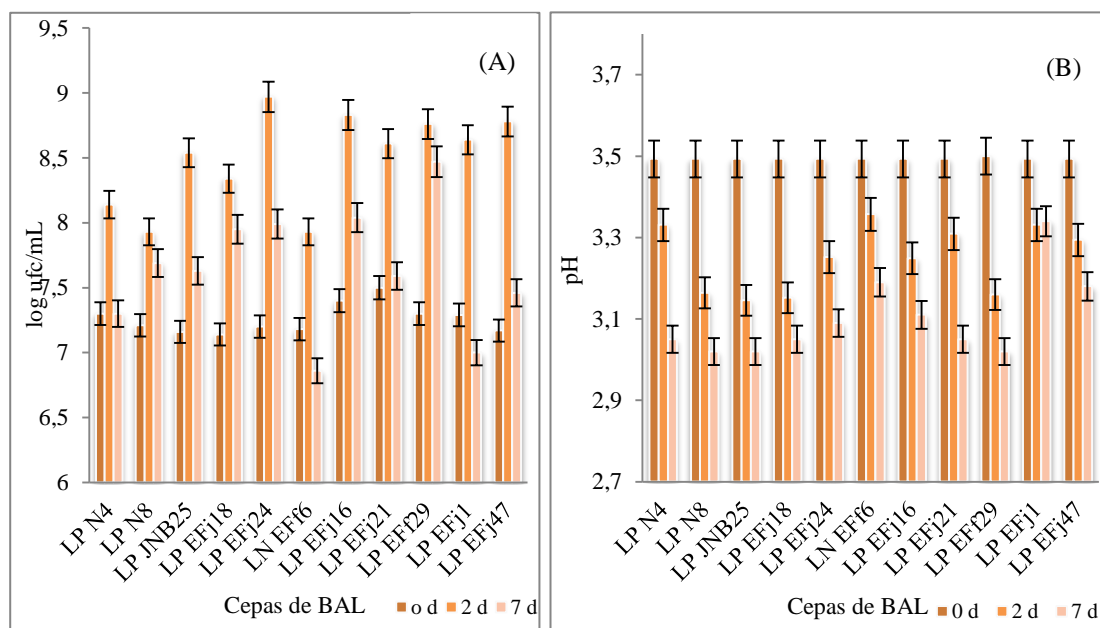 (A)
log ufc/mL
9,5
9
8,5
8
7,5
7
6,5
6
LP N4
LP N8
LP JNB25
LP EFj18
LP EFj24
LN EFf6
LP EFj16
LP EFj21
LP EFf29
LP EFj1
LP EFj47
Cepas de BAL
o d 2 d 7 d
(B)
pH
3,7
3,5
3,3
3,1
2,9
2,7
LP N4
LP N8
LP JNB25
LP EFj18
LP EFj24
LN EFf6
LP EFj16
LP EFj21
LP EFf29
LP EFj1
LP EFj47
Cepas de BAL
0 d 2 d 7 d